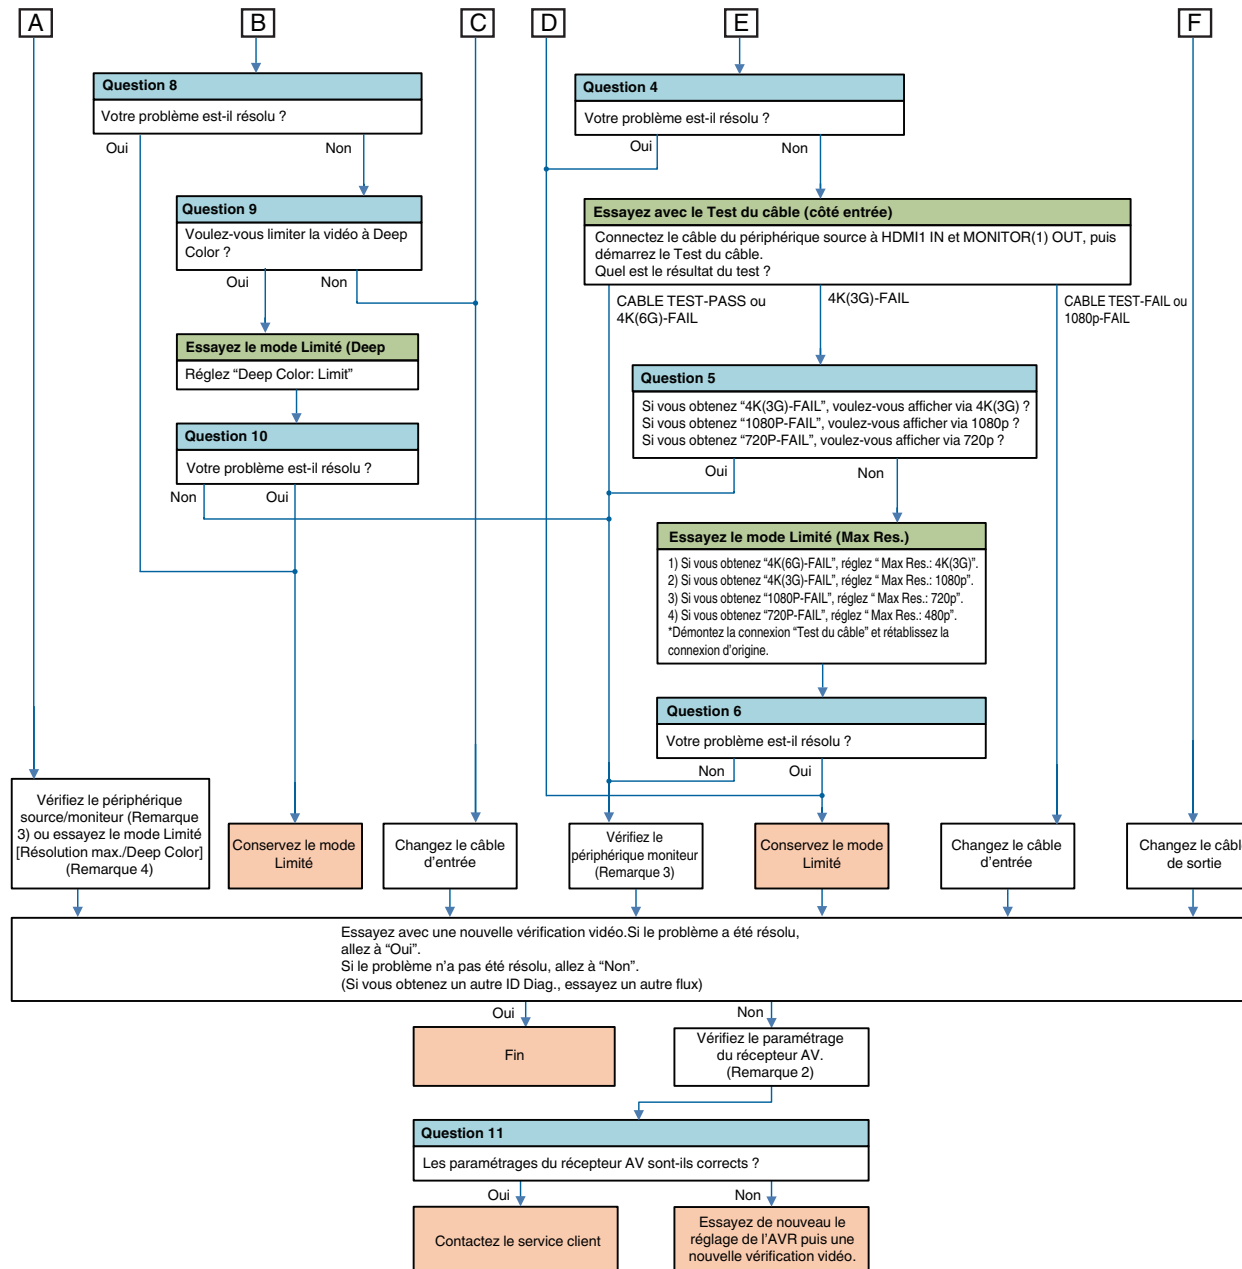 A B C D E F
Question 8
Votre problème est-il résolu ?
Oui
Non
Question 9
Voulez-vous limiter la vidéo à Deep
Color ?
Oui
Non
Essayez le mode Limité (Deep
Réglez “Deep Color: Limit”
Question 10
Votre problème est-il résolu ?
Non
Oui
Question 4
Votre problème est-il résolu ?
Oui
Non
Essayez avec le Test du câble (côté entrée)
Connectez le câble du périphérique source à HDMI1 IN et MONITOR(1) OUT, puis
démarrez le Test du câble.
Quel est le résultat du test ?
CABLE TEST-PASS ou
4K(6G)-FAIL
4K(3G)-FAIL
CABLE TEST-FAIL ou
1080p-FAIL
Question 5
Si vous obtenez “4K(3G)-FAIL”, voulez-vous afficher via 4K(3G) ?
Si vous obtenez “1080P-FAIL”, voulez-vous afficher via 1080p ?
Si vous obtenez “720P-FAIL”, voulez-vous afficher via 720p ?
Oui
Non
Essayez le mode Limité (Max Res.)
1) Si vous obtenez “4K(6G)-FAIL”, réglez “ Max Res.: 4K(3G)”.
2) Si vous obtenez “4K(3G)-FAIL”, réglez “ Max Res.: 1080p”.
3) Si vous obtenez “1080P-FAIL”, réglez “ Max Res.: 720p”.
4) Si vous obtenez “720P-FAIL”, réglez “ Max Res.: 480p”.
*Démontez la connexion “Test du câble” et rétablissez la
connexion d’origine.
Question 6
Votre problème est-il résolu ?
Non
Oui
Vérifiez le périphérique
source/moniteur (Remarque
3) ou essayez le mode Limité
[Résolution max./Deep Color]
(Remarque 4)
Conservez le mode
Limité
Changez le câble
d’entrée
Vérifiez le
périphérique moniteur
(Remarque 3)
Conservez le mode
Limité
Changez le câble
d’entrée
Changez le câble
de sortie
Essayez avec une nouvelle vérification vidéo.Si le problème a été résolu,
allez à “Oui”.
Si le problème n’a pas été résolu, allez à “Non”.
(Si vous obtenez un autre ID Diag., essayez un autre flux)
Oui
Non
Fin
Vérifiez le paramétrage
du récepteur AV.
(Remarque 2)
Question 11
Les paramétrages du récepteur AV sont-ils corrects ?
Oui
Non
Contactez le service client
Essayez de nouveau le
réglage de l’AVR puis une
nouvelle vérification vidéo.